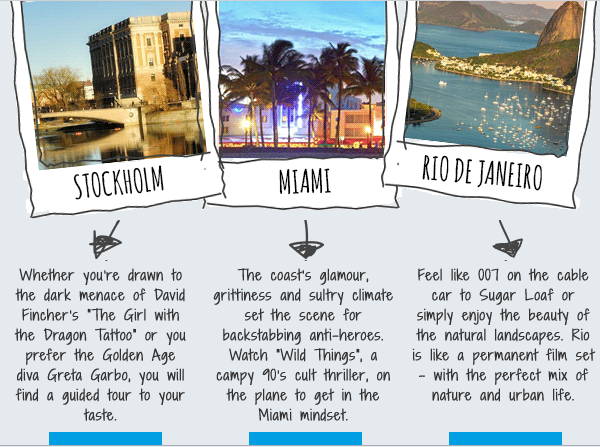 STOCKHOLM
MIAMI
RIO DE JANEIRO
Whether you're drawn to
the dark menace of David
Fincher's "The Girl with
the Dragon Tattoo" or you
prefer the Golden Age
diva Greta Garbo, you will
find a guided tour to your
taste.
The coast's glamour,
grittiness and sultry climate
set the scene for
backstabbing anti-heroes.
Watch "Wild Things", a
campy 90's cult thriller, on
the plane to get in the
Miami mindset.
Feel like 007 on the cable
car to Sugar Loaf or
simply enjoy the beauty of
the natural landscapes. Rio
is like a permanent film set
- with the perfect mix of
nature and urban life.